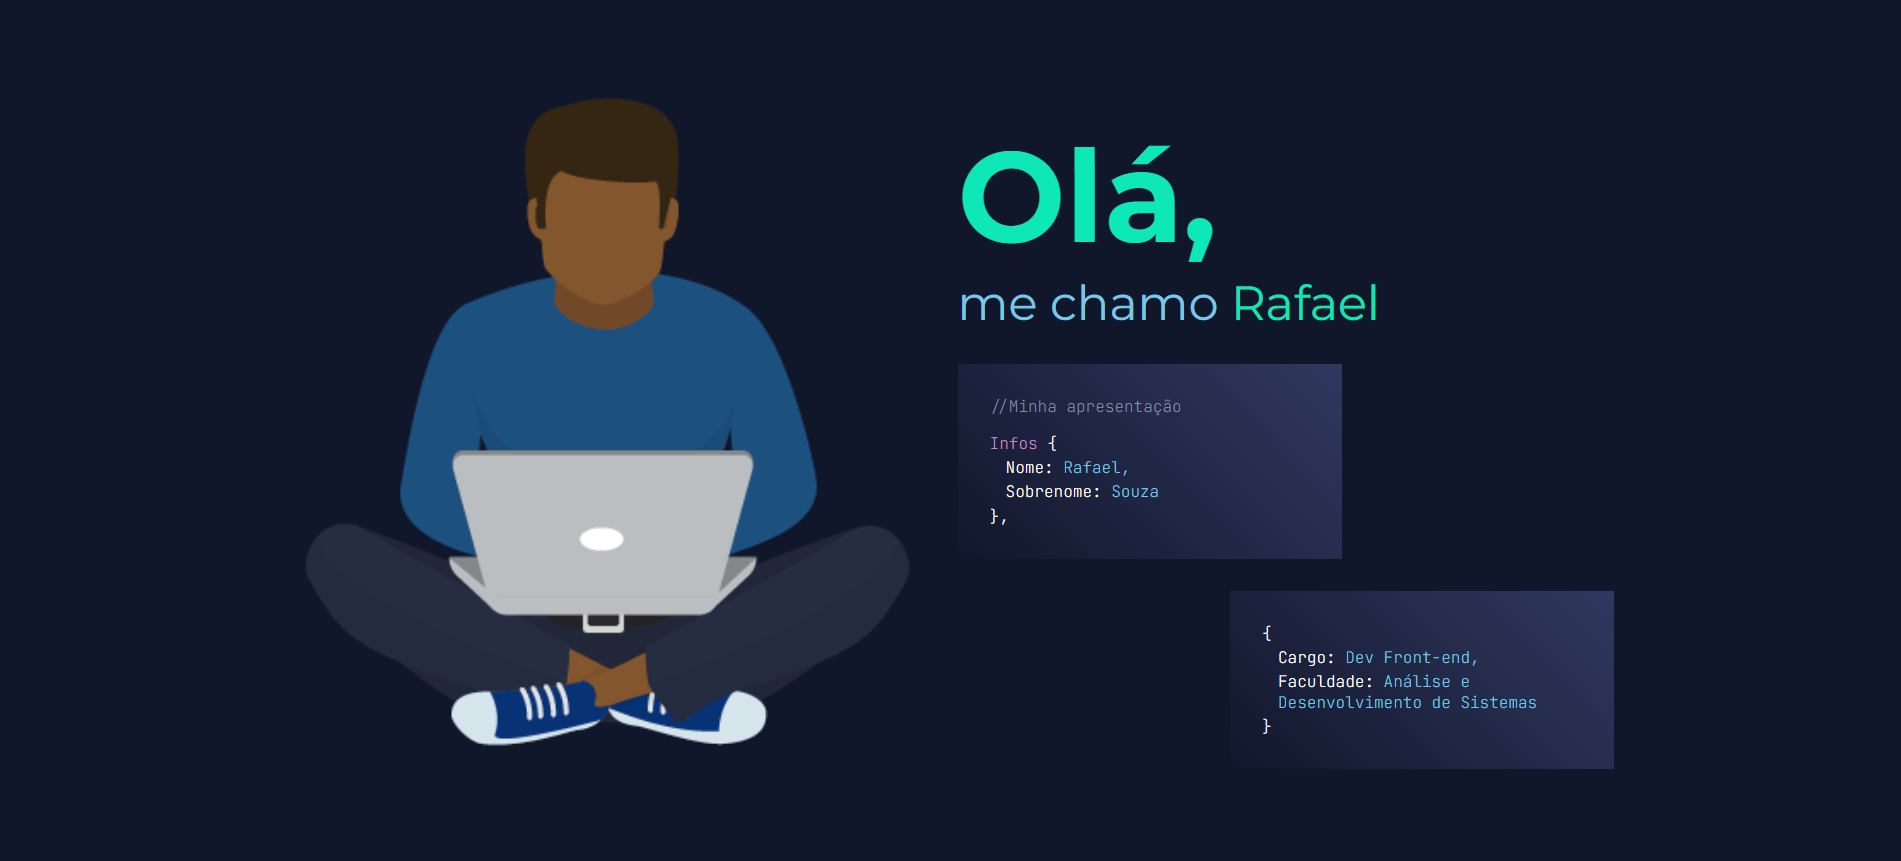 Olá,
me chamo Rafael
//Minha apresentação
Infos {
Nome: Rafael,
Sobrenome: Souza
},
{
Cargo: Dev Front-end,
Faculdade: Análise e
Desenvolvimento de Sistemas
}